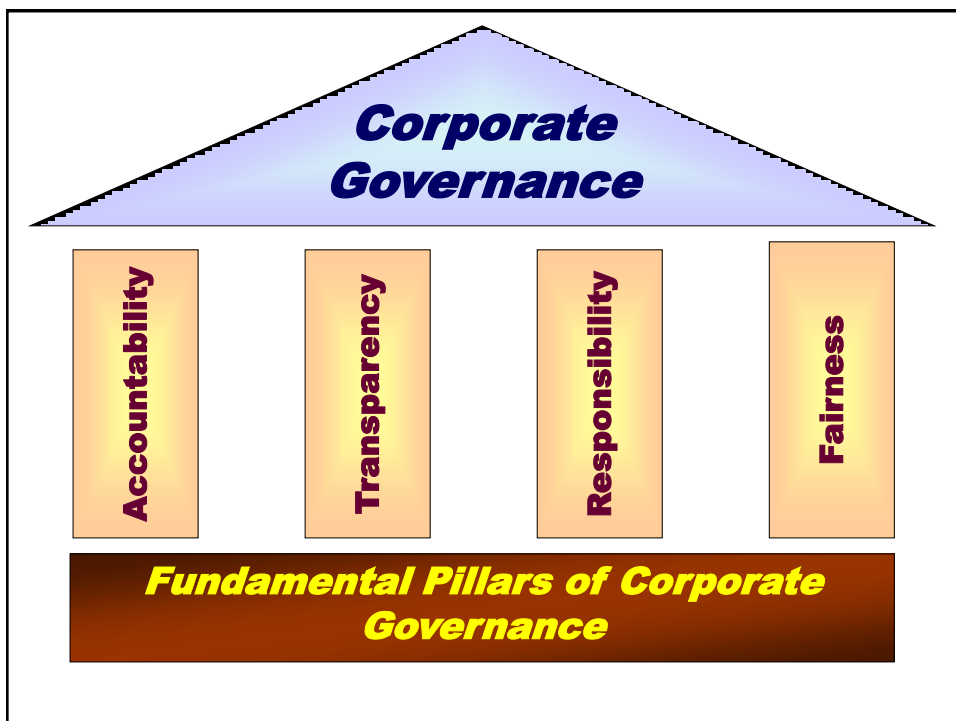 Corporate
Governance
Accountability
Transparency
Responsibility
Fairness
Fundamental Pillars of Corporate
Governance